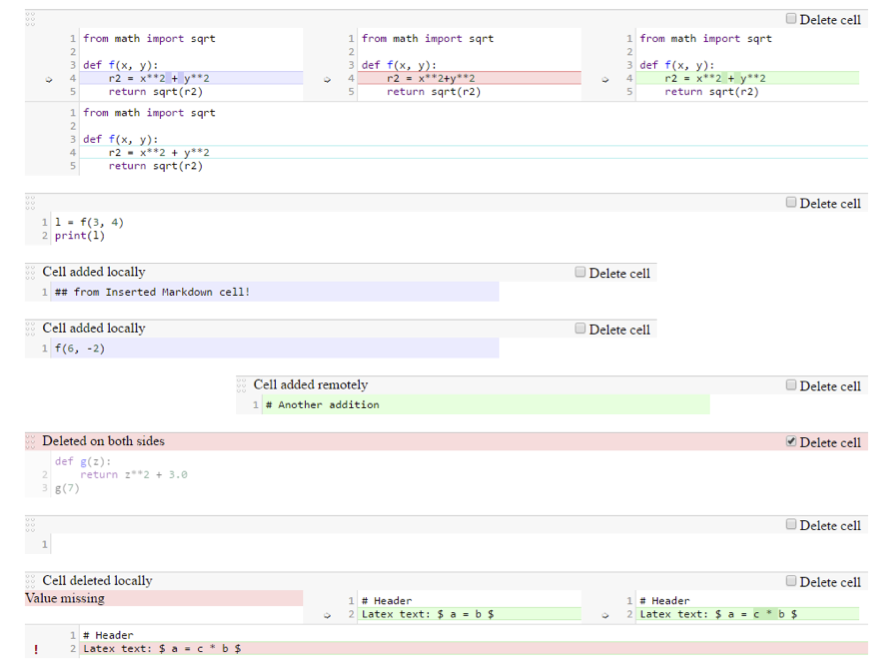 Delete cell
1 from math import sqrt
2
3 def f(x, y):
4     r2 = x**2 + y**2
5     return sqrt(r2)
1 from math import sqrt
2
3 def f(x, y):
4     r2 = x**2+y**2
5     return sqrt(r2)
1 from math import sqrt
2
3 def f(x, y):
4     r2 = x**2 + y**2
5     return sqrt(r2)
1 from math import sqrt
2
3 def f(x, y):
4     r2 = x**2 + y**2
5     return sqrt(r2)
Delete cell
1 l = f(3, 4)
2 print(l)
Cell added locally Delete cell
1 ## from Inserted Markdown cell!
Cell added locally Delete cell
1 f(6, -2)
Cell added remotely Delete cell
1 # Another addition
Deleted on both sides Delete cell
def g(z):
2     return z**2 + 3.0
3 g(7)
Delete cell
1
Cell deleted locally Delete cell
Value missing
1 # Header
2 Latex text: $ a = b $
1 # Header
2 Latex text: $ a = c * b $
1 # Header
! 2 Latex text: $ a = c * b $